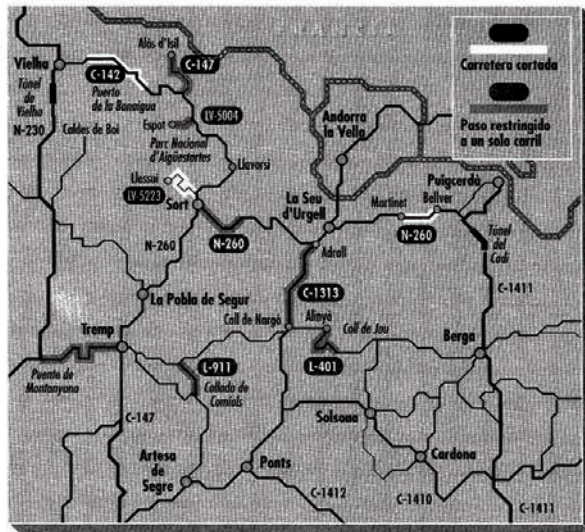 Francia
Carretera cortada
Paso restringido
a un solo carril
Alós d'Isil
C-147
Vielha
C-142
Túnel
de
Vielha
Puerto
de la Bonaigua
LV-5004
N-230
Caldes de Boí
Espot
Parc Nacional
d'Aigüestortes
Llavorsí
Andorra
la Vella
Llessui
LV-5223
Sort
La Seu
d'Urgell
Martinet
Bellver
Puigcerdà
N-260
N-260
Adrall
N-260
Túnel
del
Cadí
C-1313
C-1411
La Pobla de Segur
Coll de Nargó
Alinyà
Coll de Jou
Tremp
L-911
L-401
Berga
Puente de
Montanyana
Collada de
Comiols
Solsona
C-147
Artesa
de
Segre
Ponts
Cardona
C-1412
C-1410
C-1411